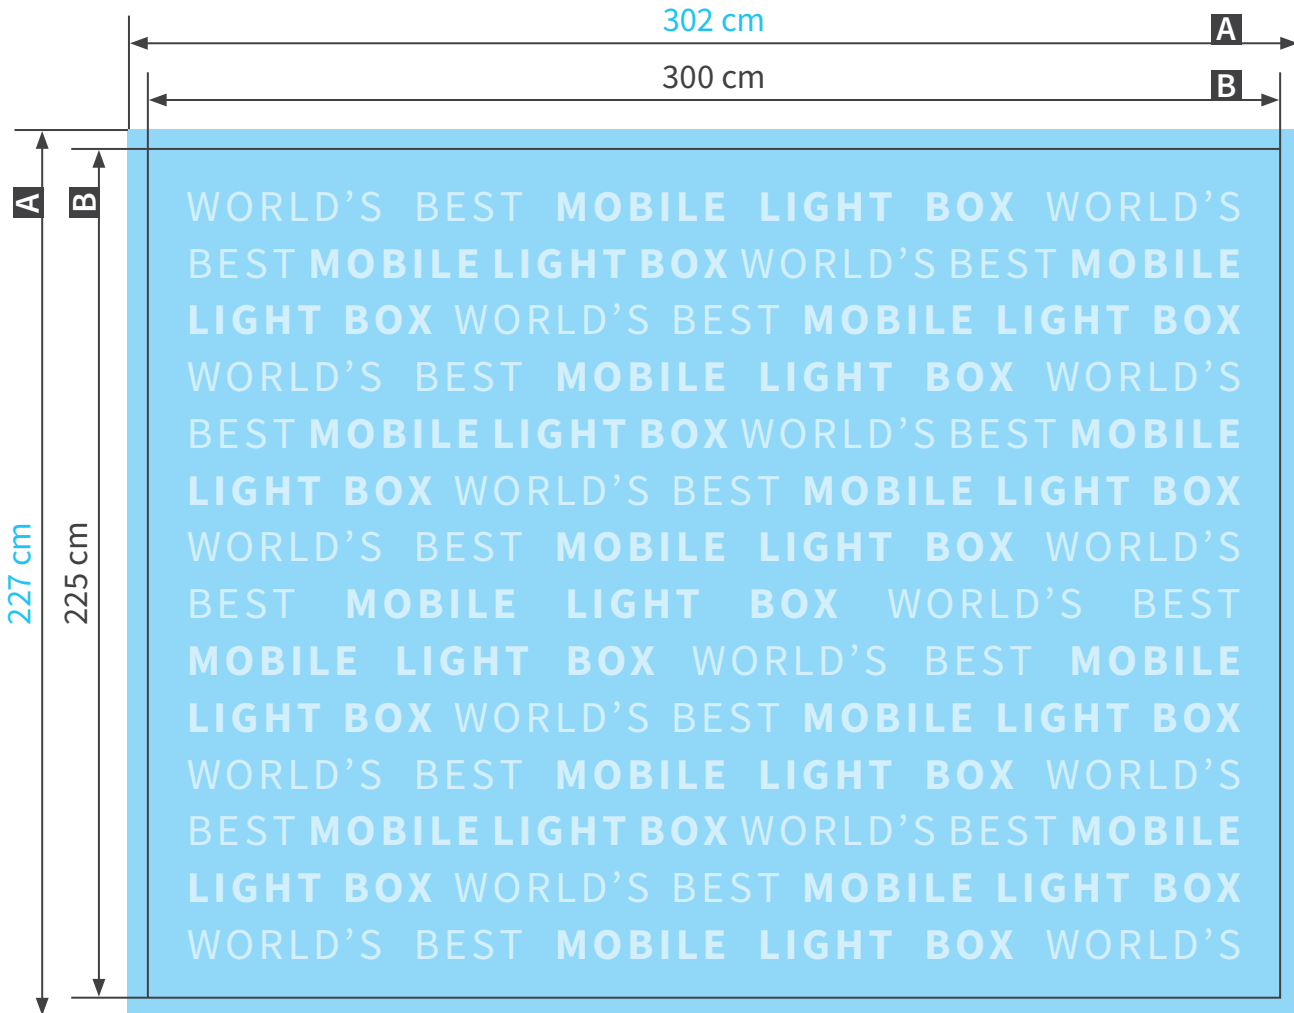 302 cm
A
300 cm
B
A
B
WORLD’S BEST MOBILE LIGHT BOX WORLD’S
BEST MOBILE LIGHT BOX WORLD’S BEST MOBILE
LIGHT BOX WORLD’S BEST MOBILE LIGHT BOX
WORLD’S BEST MOBILE LIGHT BOX WORLD’S
BEST MOBILE LIGHT BOX WORLD’S BEST MOBILE
LIGHT BOX WORLD’S BEST MOBILE LIGHT BOX
WORLD’S BEST MOBILE LIGHT BOX WORLD’S
BEST MOBILE LIGHT BOX WORLD’S BEST
MOBILE LIGHT BOX WORLD’S BEST MOBILE
LIGHT BOX WORLD’S BEST MOBILE LIGHT BOX
WORLD’S BEST MOBILE LIGHT BOX WORLD’S
BEST MOBILE LIGHT BOX WORLD’S BEST MOBILE
LIGHT BOX WORLD’S BEST MOBILE LIGHT BOX
WORLD’S BEST MOBILE LIGHT BOX WORLD’S
227 cm
225 cm